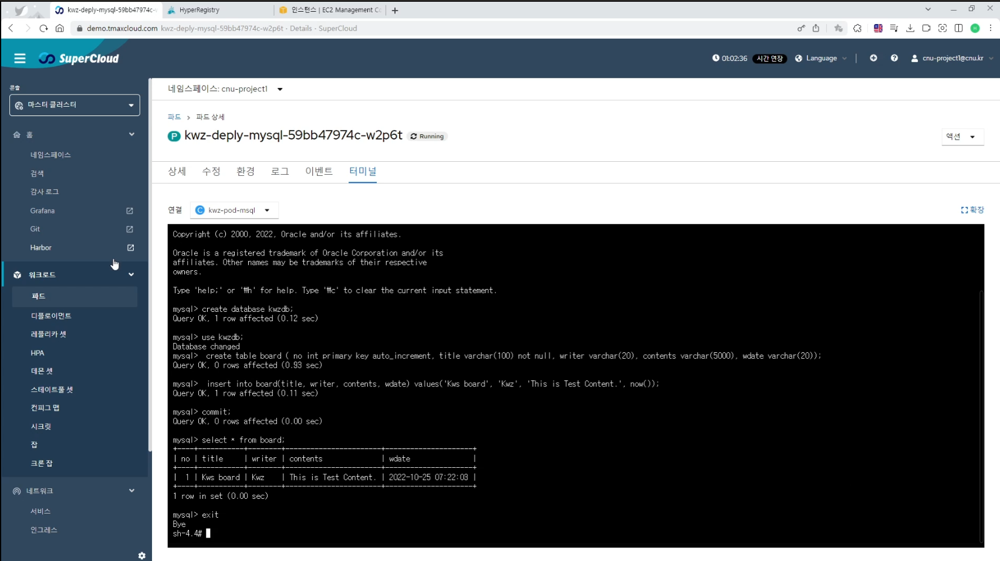 kwz-deply-mysql-59bb47974c-w
HyperRegistry
인스턴스 | EC2 Management Co
demo.tmaxcloud.com kwz-deply-mysql-59bb47974c-w2p6t - Details - SuperCloud
SuperCloud
01:02:36 시간 연장 Language cnu-project1@cnu.kr
콘솔
마스터 클러스터
홈
네임스페이스
검색
감사 로그
Grafana
Git
Harbor
워크로드
파드
디플로이먼트
레플리카 셋
HPA
데몬 셋
스테이트풀 셋
컨피그 맵
시크릿
잡
크론 잡
네트워크
서비스
인그레스
네임스페이스: cnu-project1
파드 > 파드 상세
P kwz-deply-mysql-59bb47974c-w2p6t Running
액션
상세 수정 환경 로그 이벤트 터미널
연결 C kwz-pod-msql
확장
Copyright (c) 2000, 2022, Oracle and/or its affiliates.
Oracle is a registered trademark of Oracle Corporation and/or its
affiliates. Other names may be trademarks of their respective
owners.
Type 'help;' or '₩h' for help. Type '₩c' to clear the current input statement.
mysql> create database kwzdb;
Query OK, 1 row affected (0.12 sec)
mysql> use kwzdb;
Database changed
mysql>  create table board ( no int primary key auto_increment, title varchar(100) not null, writer varchar(20), contents varchar(5000), wdate varchar(20));
Query OK, 0 rows affected (0.93 sec)
mysql>  insert into board(title, writer, contents, wdate) values('Kws board', 'Kwz', 'This is Test Content.', now());
Query OK, 1 row affected (0.11 sec)
mysql> commit;
Query OK, 0 rows affected (0.00 sec)
mysql> select * from board;
+----+-----------+--------+-----------------------+---------------------+
| no | title     | writer | contents              | wdate               |
+----+-----------+--------+-----------------------+---------------------+
|  1 | Kws board | Kwz    | This is Test Content. | 2022-10-25 07:22:03 |
+----+-----------+--------+-----------------------+---------------------+
1 row in set (0.00 sec)
mysql> exit
Bye
sh-4.4#